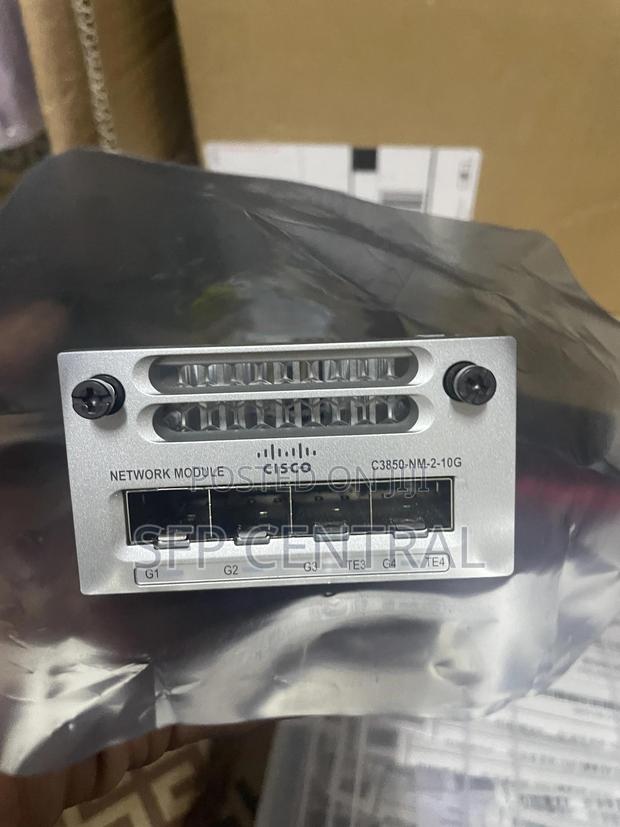 CISCO
NETWORK MODULE
C3850-NM-2-10G
POSTED ON JIJI
SFP CENTRAL
G1 G2 G3 TE3 G4 TE4